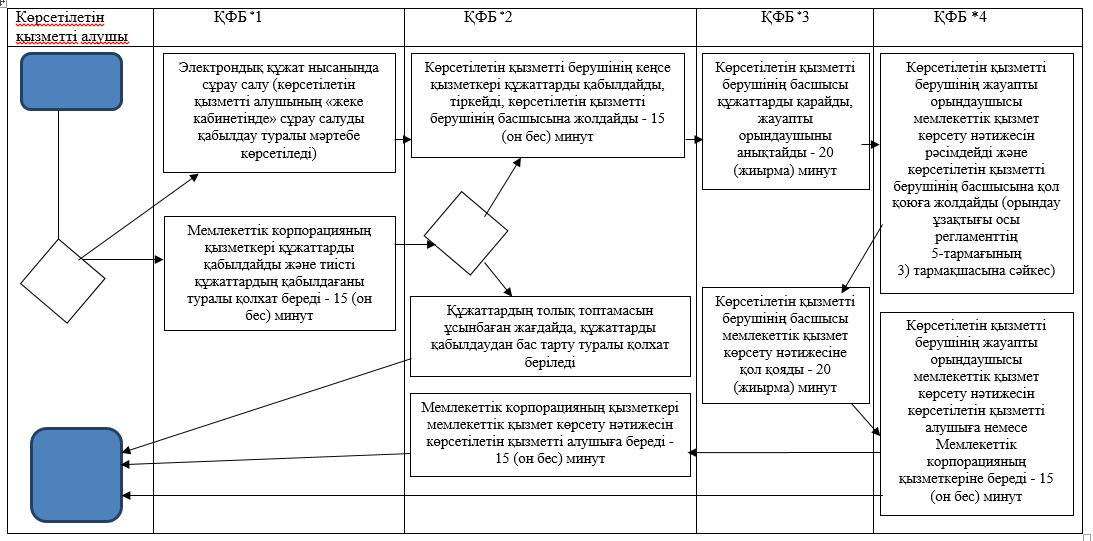 Көрсетілетін
қызметті алушы
ҚФБ *1
ҚФБ *2
ҚФБ *3
ҚФБ *4
Электрондық құжат нысанында
сұрау салу (көрсетілетін
қызметті алушының «жеке
кабинетінде» сұрау салуды
қабылдау туралы мәртебе
көрсетіледі)
Мемлекеттік корпорацияның
қызметкері құжаттарды
қабылдайды және тиісті
құжаттардың қабылдағаны
туралы қолхат береді - 15 (он
бес) минут
Көрсетілетін қызметті берушінің кеңсе
қызметкері құжаттарды қабылдайды,
тіркейді, көрсетілетін қызметті
берушінің басшысына жолдайды - 15
(он бес) минут
Құжаттардың толық топтамасын
ұсынбаған жағдайда, құжаттарды
қабылдаудан бас тарту туралы қолхат
беріледі
Мемлекеттік корпорацияның қызметкері
мемлекеттік қызмет көрсету нәтижесін
көрсетілетін қызметті алушыға береді -
15 (он бес) минут
Көрсетілетін қызметті
берушінің басшысы
құжаттарды қарайды,
жауапты
орындаушыны
анықтайды - 20
(жиырма) минут
Көрсетілетін қызметті
берушінің басшысы
мемлекеттік қызмет
көрсету нәтижесіне
қол қояды - 20
(жиырма) минут
Көрсетілетін қызметті
берушінің жауапты
орындаушысы
мемлекеттік қызмет
көрсету нәтижесін
рәсімдейді және
көрсетілетін қызметті
берушінің басшысына қол
қоюға жолдайды (орындау
ұзақтығы осы
регламенттің
5-тармағының
3) тармақшасына сәйкес)
Көрсетілетін қызметті
берушінің жауапты
орындаушысы
мемлекеттік қызмет
көрсету нәтижесін
көрсетілетін қызметті
алушыға немесе
Мемлекеттік
корпорацияның
қызметкеріне береді - 15
(он бес) минут